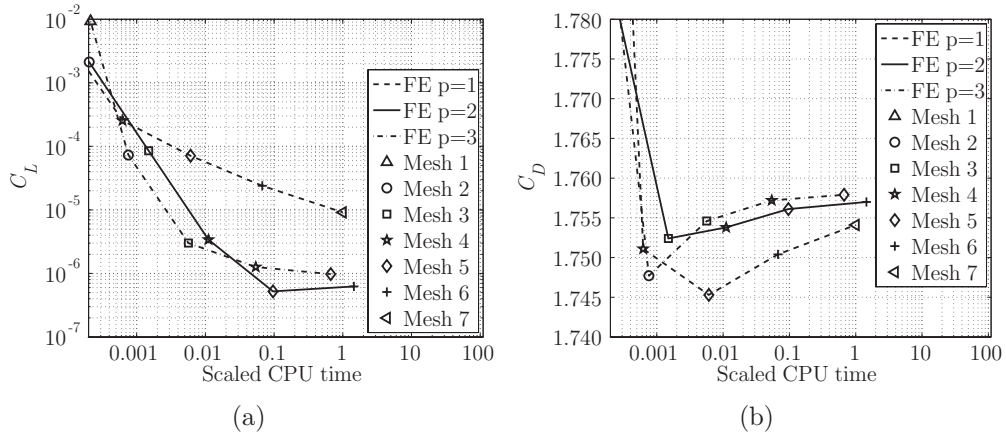 10^-2
10^-3
10^-4
10^-5
10^-6
10^-7
C_L
0.001 0.01 0.1 1 10 100
Scaled CPU time
FE p=1
FE p=2
FE p=3
Mesh 1
Mesh 2
Mesh 3
Mesh 4
Mesh 5
Mesh 6
Mesh 7
(a)
1.780
1.775
1.770
1.765
1.760
1.755
1.750
1.745
1.740
C_D
0.001 0.01 0.1 1 10 100
Scaled CPU time
FE p=1
FE p=2
FE p=3
Mesh 1
Mesh 2
Mesh 3
Mesh 4
Mesh 5
Mesh 6
Mesh 7
(b)